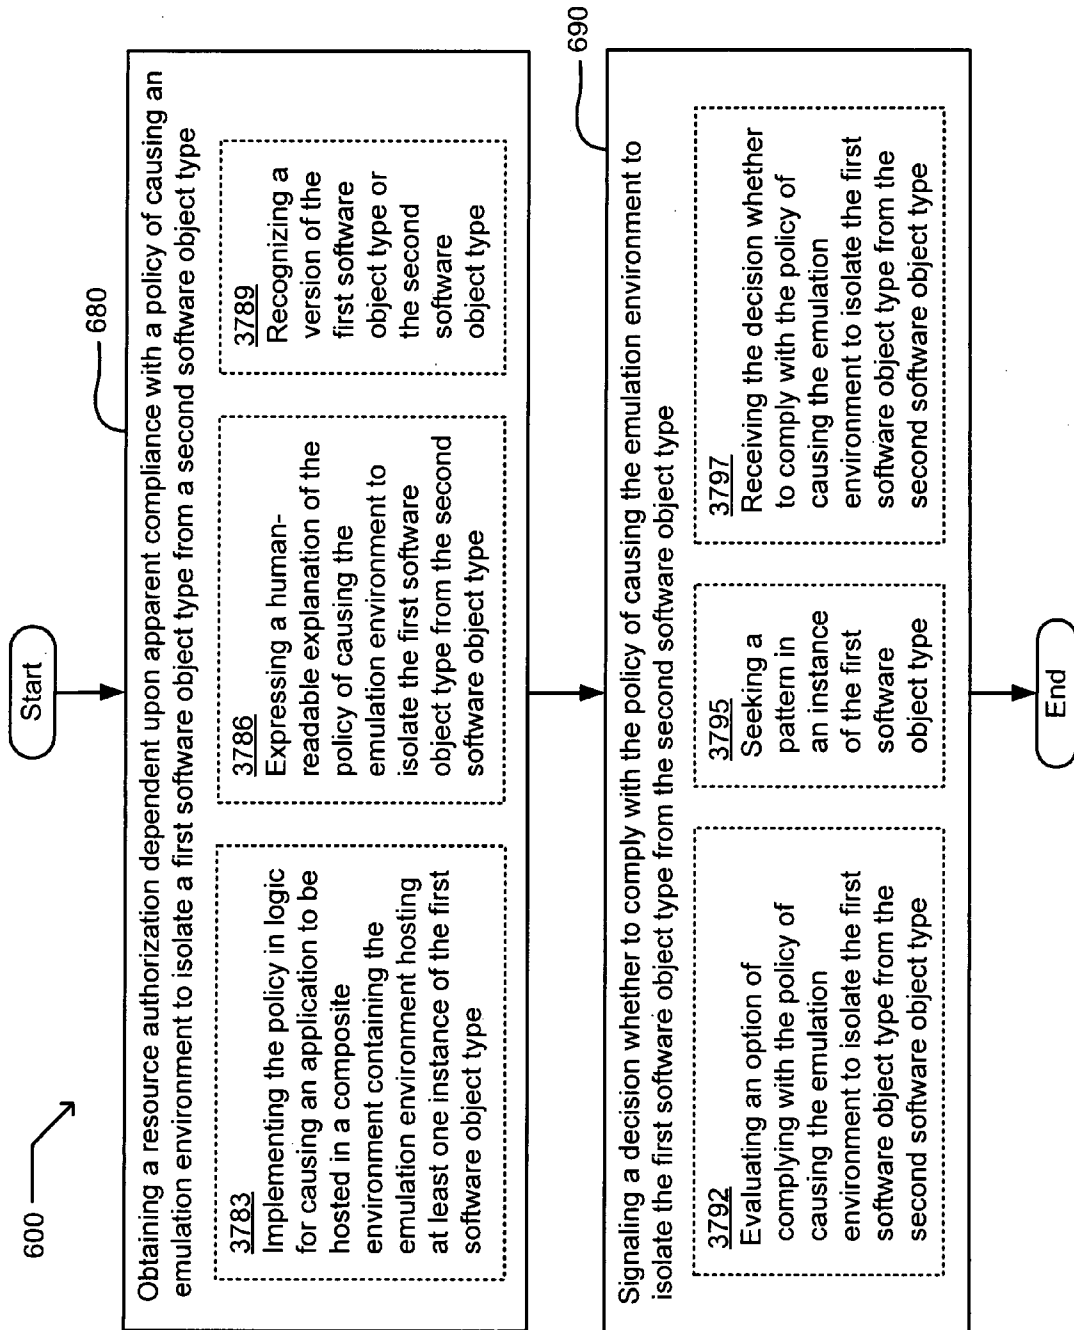 600
Start
680
Obtaining a resource authorization dependent upon apparent compliance with a policy of causing an
emulation environment to isolate a first software object type from a second software object type
3783
Implementing the policy in logic
for causing an application to be
hosted in a composite
environment containing the
emulation environment hosting
at least one instance of the first
software object type
3786
Expressing a human-
readable explanation of the
policy of causing the
emulation environment to
isolate the first software
object type from the second
software object type
3789
Recognizing a
version of the
first software
object type or
the second
software
object type
690
Signaling a decision whether to comply with the policy of causing the emulation environment to
isolate the first software object type from the second software object type
3792
Evaluating an option of
complying with the policy of
causing the emulation
environment to isolate the first
software object type from the
second software object type
3795
Seeking a
pattern in
an instance
of the first
software
object type
3797
Receiving the decision whether
to comply with the policy of
causing the emulation
environment to isolate the first
software object type from the
second software object type
End